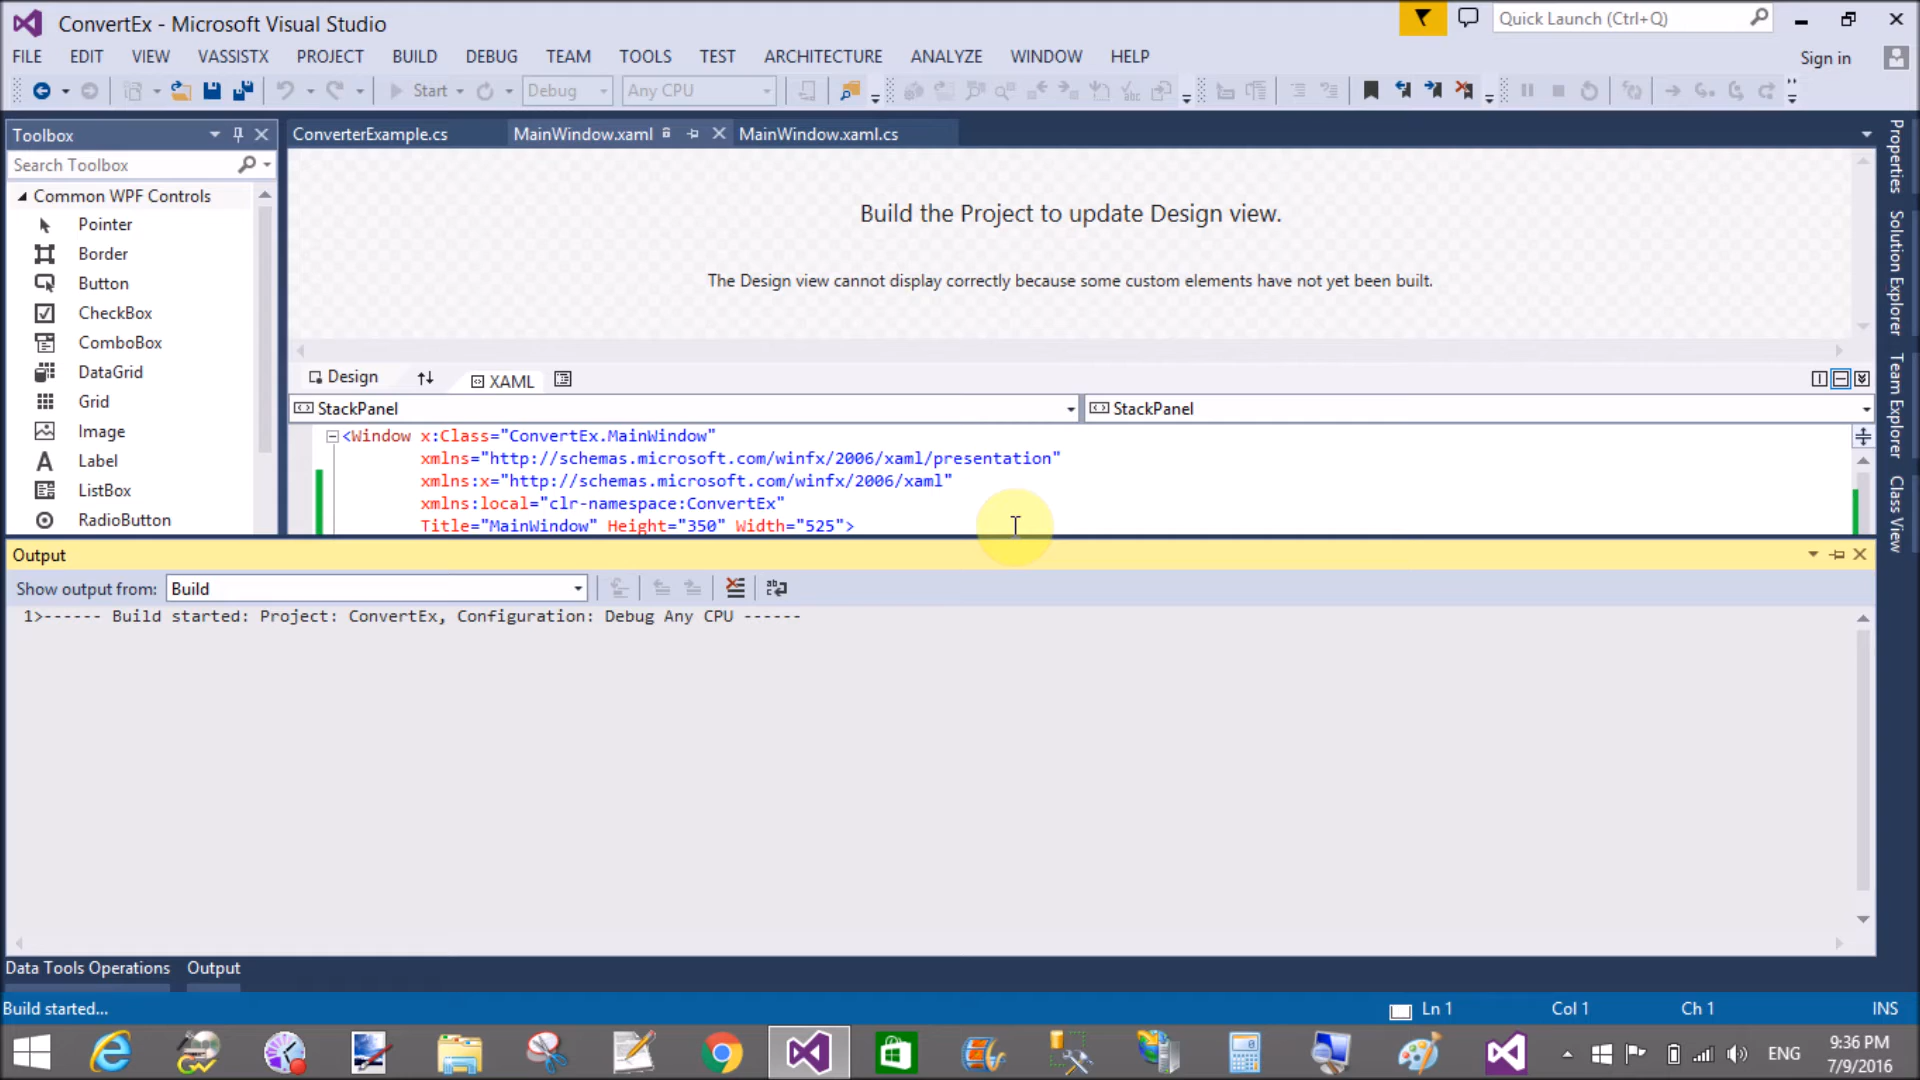 ConvertEx - Microsoft Visual Studio
Quick Launch (Ctrl+Q)
FILE EDIT VIEW VASSISTX PROJECT BUILD DEBUG TEAM TOOLS TEST ARCHITECTURE ANALYZE WINDOW HELP
Sign in
Start Debug Any CPU
Toolbox
Search Toolbox
Common WPF Controls
Pointer
Border
Button
CheckBox
ComboBox
DataGrid
Grid
Image
Label
ListBox
RadioButton
ConverterExample.cs MainWindow.xaml MainWindow.xaml.cs
Build the Project to update Design view.
The Design view cannot display correctly because some custom elements have not yet been built.
Design XAML
StackPanel StackPanel
<Window x:Class="ConvertEx.MainWindow"
xmlns="http://schemas.microsoft.com/winfx/2006/xaml/presentation"
xmlns:x="http://schemas.microsoft.com/winfx/2006/xaml"
xmlns:local="clr-namespace:ConvertEx"
Title="MainWindow" Height="350" Width="525">
Properties
Solution Explorer
Team Explorer
Class View
Output
Show output from: Build
1>------ Build started: Project: ConvertEx, Configuration: Debug Any CPU ------
Data Tools Operations Output
Build started... Ln 1 Col 1 Ch 1 INS
ENG
9:36 PM
7/9/2016